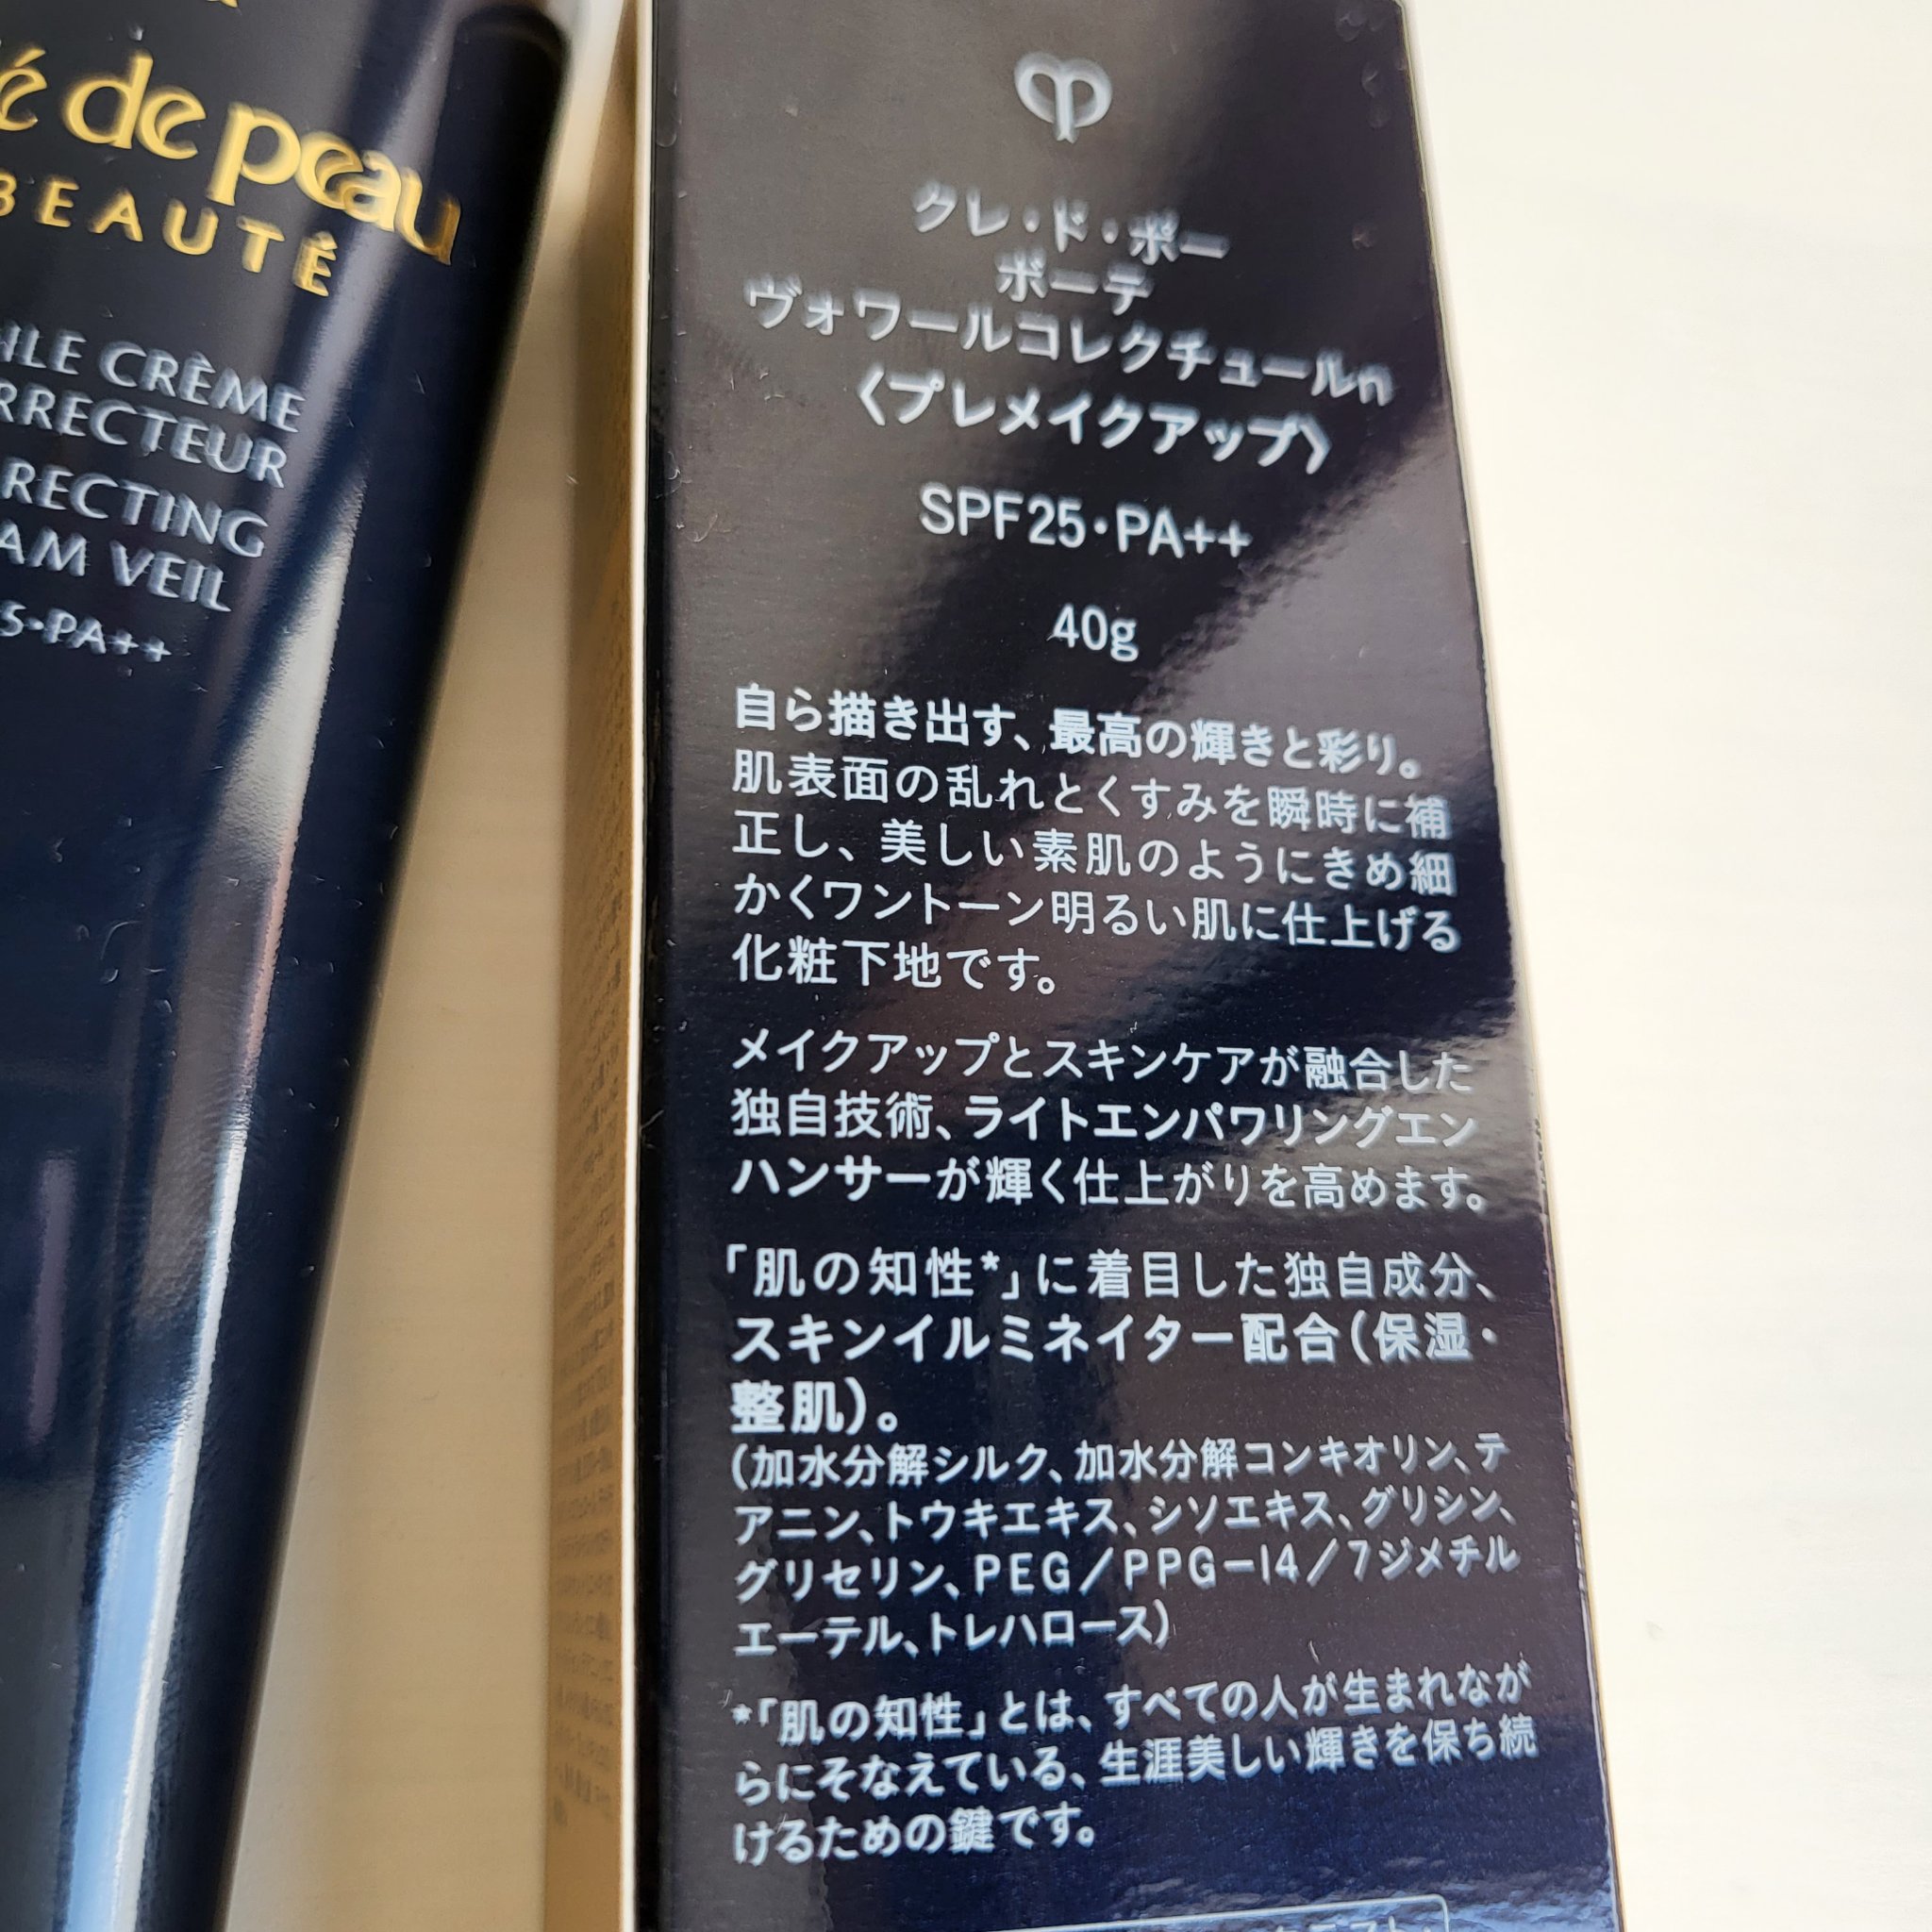 é de peau
BEAUTÉ
CRÈME
RRECTEUR
RECTING
AM VEIL
5·PA++
クレ・ド・ポー
ボーテ
ヴォワールコレクチュールn
〈プレメイクアップ〉
SPF25・PA++
40g
自ら描き出す、最高の輝きと彩り。
肌表面の乱れとくすみを瞬時に補
正し、美しい素肌のようにきめ細
かくワントーン明るい肌に仕上げる
化粧下地です。
メイクアップとスキンケアが融合した
独自技術、ライトエンパワリングエン
ハンサーが輝く仕上がりを高めます。
「肌の知性*」に着目した独自成分、
スキンイルミネイター配合(保湿・
整肌)。
(加水分解シルク、加水分解コンキオリン、テ
アニン、トウキエキス、シソエキス、グリシン、
グリセリン、PEG/PPG-14/7ジメチル
エーテル、トレハロース)
*「肌の知性」とは、すべての人が生まれなが
らにそなえている、生涯美しい輝きを保ち続
けるための鍵です。